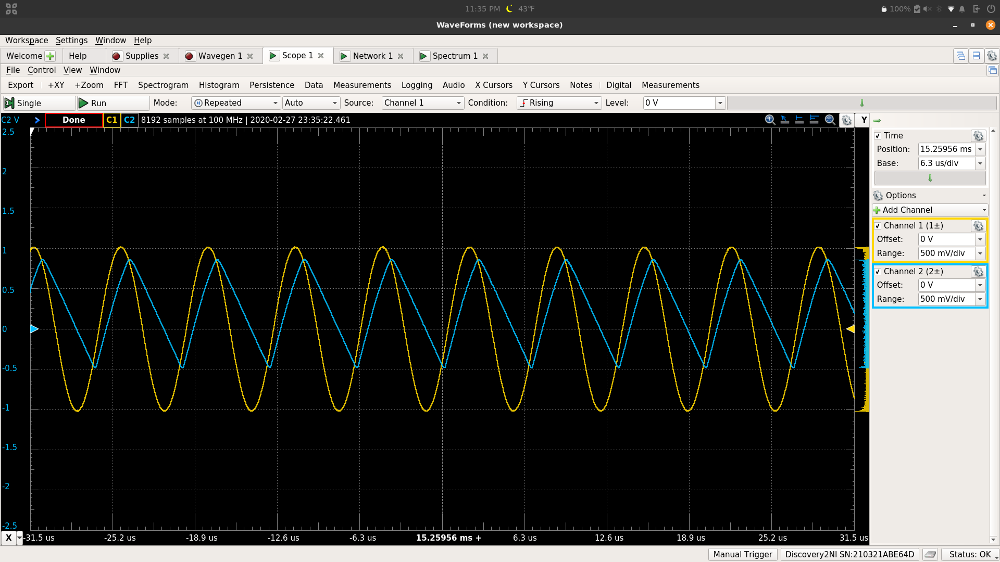 11:35 PM 43°F 100%
WaveForms (new workspace)
Workspace Settings Window Help
Welcome Help Supplies Wavegen 1 Scope 1 Network 1 Spectrum 1
File Control View Window
Export +XY +Zoom FFT Spectrogram Histogram Persistence Data Measurements Logging Audio X Cursors Y Cursors Notes Digital Measurements
Single Run Mode: Repeated Auto Source: Channel 1 Condition: Rising Level: 0 V
C2 V Done C1 C2 8192 samples at 100 MHz | 2020-02-27 23:35:22.461 Y
2.5
2
1.5
1
0.5
0
-0.5
-1
-1.5
-2
-2.5
X -31.5 us -25.2 us -18.9 us -12.6 us -6.3 us 15.25956 ms + 6.3 us 12.6 us 18.9 us 25.2 us 31.5 us
Time
Position: 15.25956 ms
Base: 6.3 us/div
Options
Add Channel
Channel 1 (1±)
Offset: 0 V
Range: 500 mV/div
Channel 2 (2±)
Offset: 0 V
Range: 500 mV/div
Manual Trigger Discovery2NI SN:210321ABE64D Status: OK